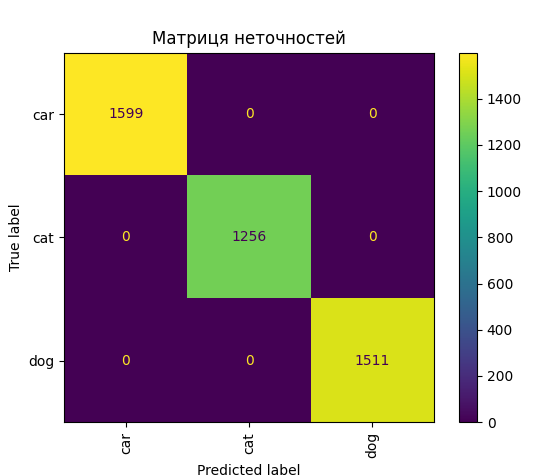 Матриця неточностей
car 1599 0 0
cat 0 1256 0
dog 0 0 1511
car cat dog
Predicted label
True label
1400
1200
1000
800
600
400
200
0